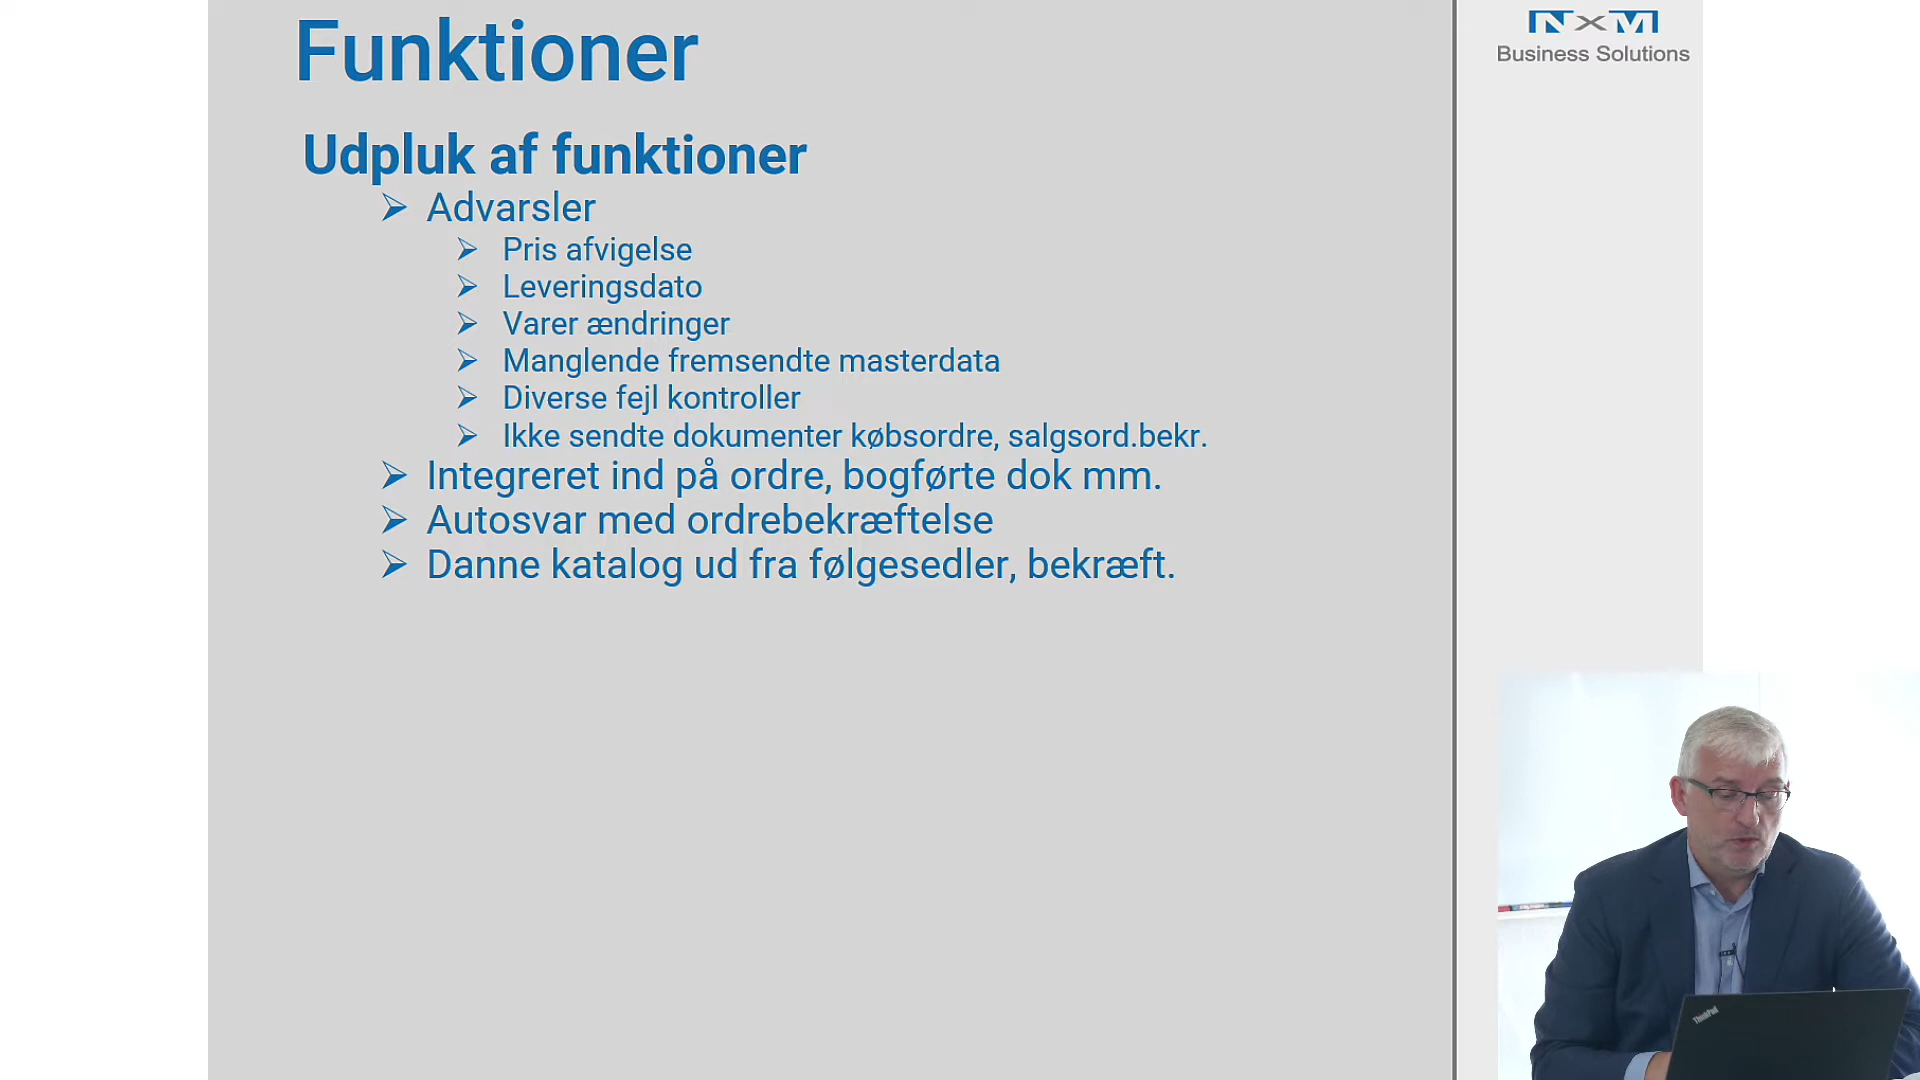 Funktioner
NxM
Business Solutions
Udpluk af funktioner
Advarsler
Pris afvigelse
Leveringsdato
Varer ændringer
Manglende fremsendte masterdata
Diverse fejl kontroller
Ikke sendte dokumenter købsordre, salgsord.bekr.
Integreret ind på ordre, bogførte dok mm.
Autosvar med ordrebekræftelse
Danne katalog ud fra følgesedler, bekræft.
ThinkPad